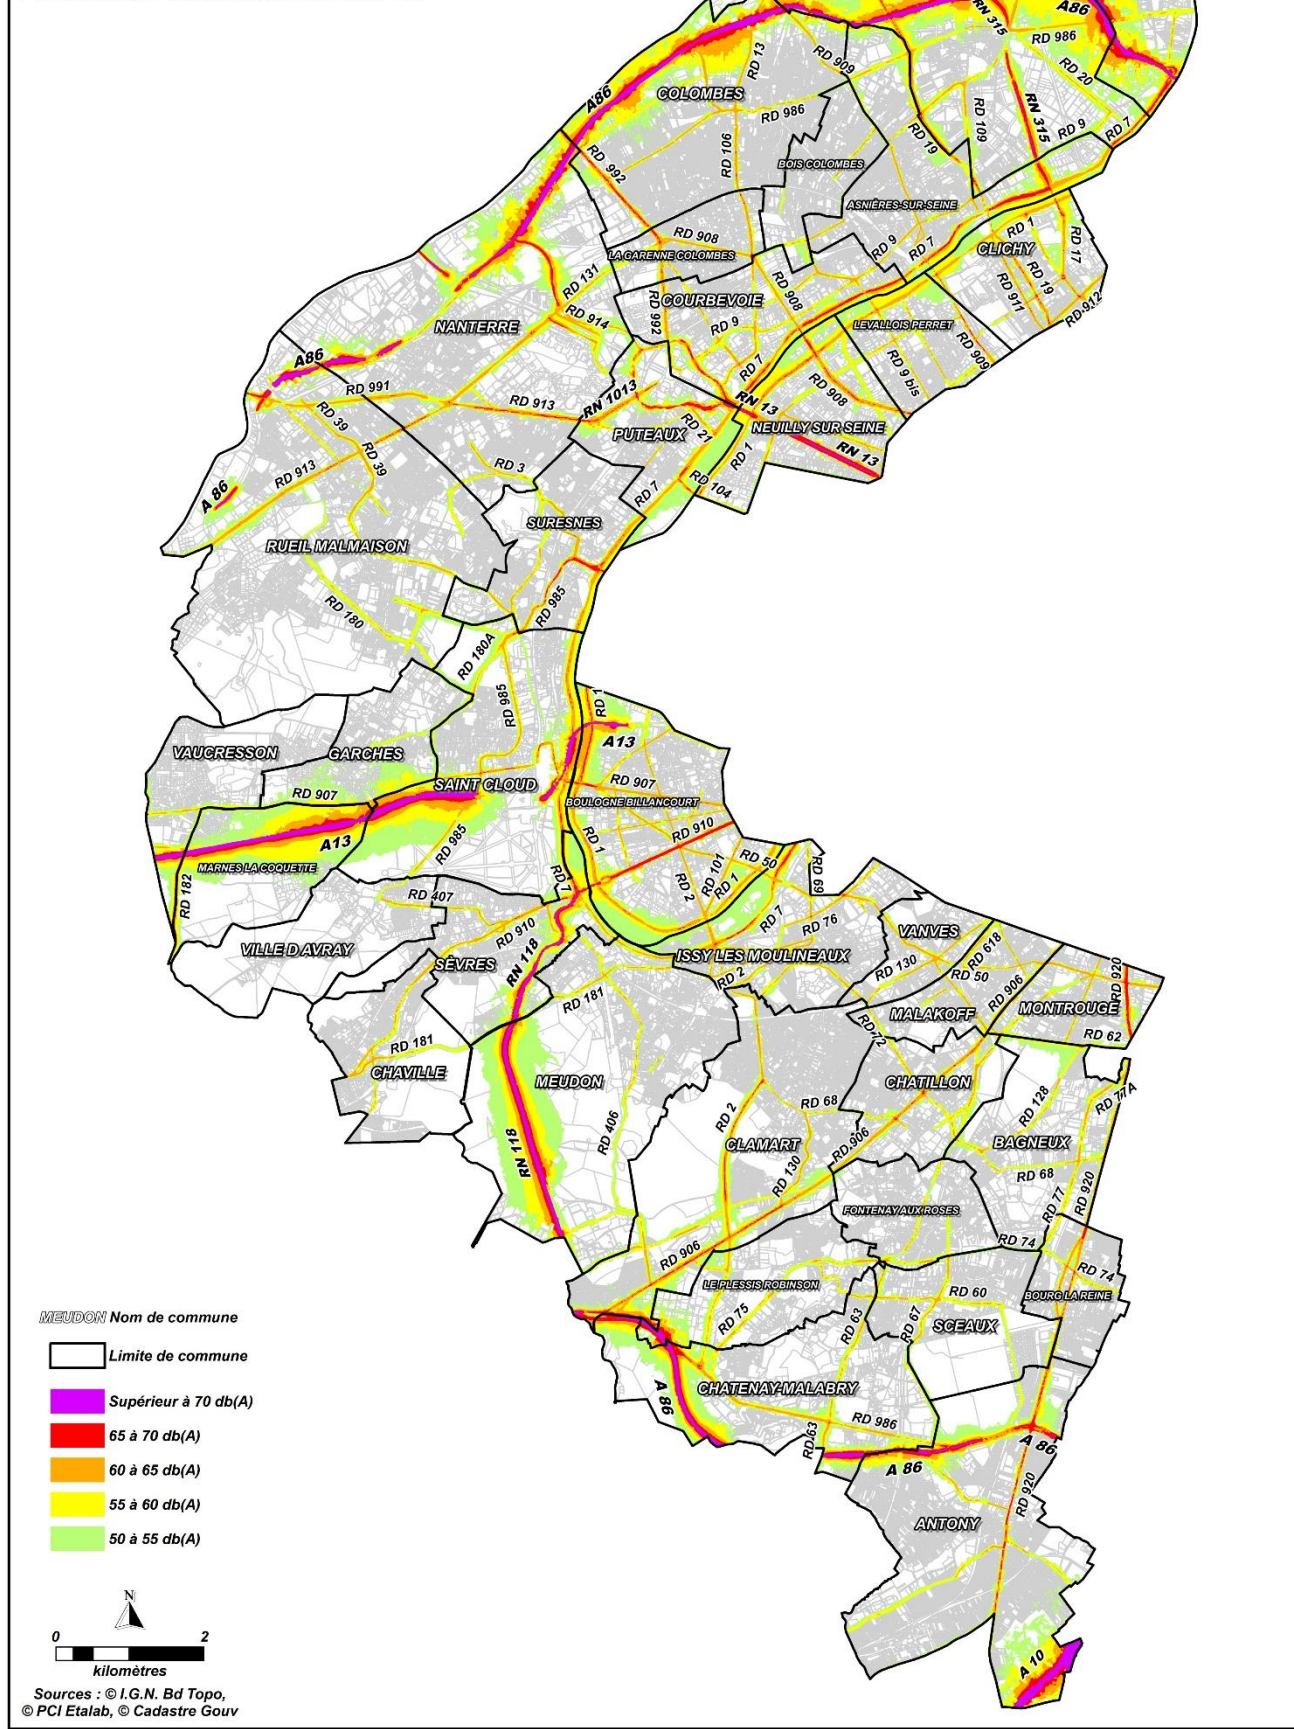 RN 315
A86
RD 986
RD 13
RD 909
RD 20
A86
COLOMBES
RD 986
RD 109
RN 315
RD 9
RD 7
RD 19
RD 106
RD 992
BOIS COLOMBES
ASNIÈRES-SUR-SEINE
RD 1
RD 17
RD 908
RD 9
RD 7
CLICHY
LA GARENNE COLOMBES
RD 131
RD 19
RD 911
RD 908
COURBEVOIE
RD 992
RD 912
RD 914
NANTERRE
RD 9
LEVALLOIS PERRET
RD 909
A86
RD 7
RD 9 bis
RD 991
RD 908
RN 1013
RD 913
RN 13
RD 39
RD 21
NEUILLY SUR SEINE
PUTEAUX
RD 39
RD 1
RN 13
RD 913
RD 3
RD 104
A 86
RD 7
SURESNES
RUEIL MALMAISON
RD 985
RD 180
RD 180A
RD 985
RD 1
A13
VAUCRESSON
GARCHES
SAINT CLOUD
RD 907
RD 907
BOULOGNE BILLANCOURT
RD 910
A13
RD 985
RD 1
MARNES LA COQUETTE
RD 50
RD 101
RD 69
RD 182
RD 407
RD 7
RD 2
RD 1
RD 7
RD 76
RD 910
VANVES
VILLE D AVRAY
SÈVRES
RN 118
ISSY LES MOULINEAUX
RD 618
RD 130
RD 50
RD 2
RD 906
RD 920
RD 181
MALAKOFF
MONTROUGE
RD 72
RD 62
RD 181
CHAVILLE
MEUDON
CHATILLON
RD 77A
RD 128
RD 68
RD 2
RD 406
CLAMART
RD 906
BAGNEUX
RN 118
RD 130
RD 68
RD 77
RD 920
FONTENAY AUX ROSES
RD 74
RD 906
RD 74
LE PLESSIS ROBINSON
RD 60
BOURG LA REINE
RD 75
RD 63
RD 67
SCEAUX
CHATENAY-MALABRY
A 86
RD 986
RD 63
A 86
A 86
RD 920
ANTONY
A 10
MEUDON Nom de commune
Limite de commune
Supérieur à 70 db(A)
65 à 70 db(A)
60 à 65 db(A)
55 à 60 db(A)
50 à 55 db(A)
N
0 2
kilomètres
Sources : © I.G.N. Bd Topo,
© PCI Etalab, © Cadastre Gouv